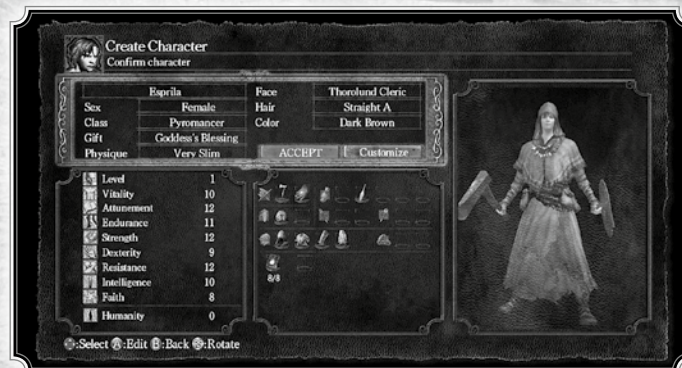 Create Character
Confirm character
Esprila
Sex Female
Class Pyromancer
Gift Goddess's Blessing
Physique Very Slim
Face Thorolund Cleric
Hair Straight A
Color Dark Brown
ACCEPT Customize
Level 1
Vitality 10
Attunement 12
Endurance 11
Strength 12
Dexterity 9
Resistance 12
Intelligence 10
Faith 8
Humanity 0
:Select A:Edit B:Back :Rotate